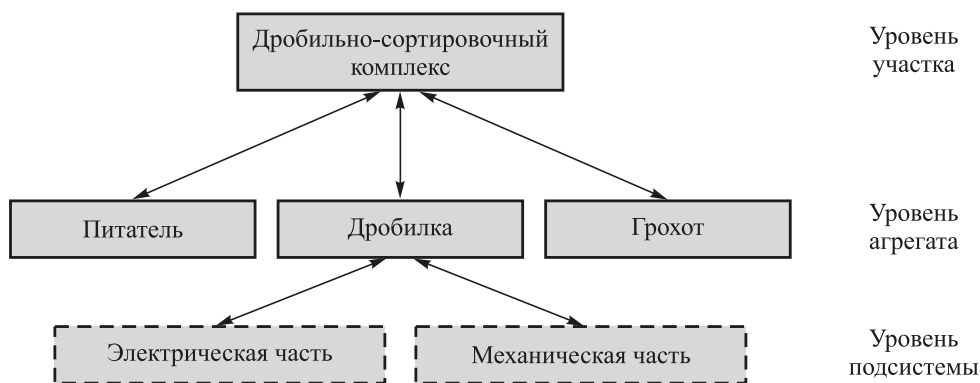 Дробильно-сортировочный
комплекс
Уровень
участка
Питатель
Дробилка
Грохот
Уровень
агрегата
Электрическая часть
Механическая часть
Уровень
подсистемы